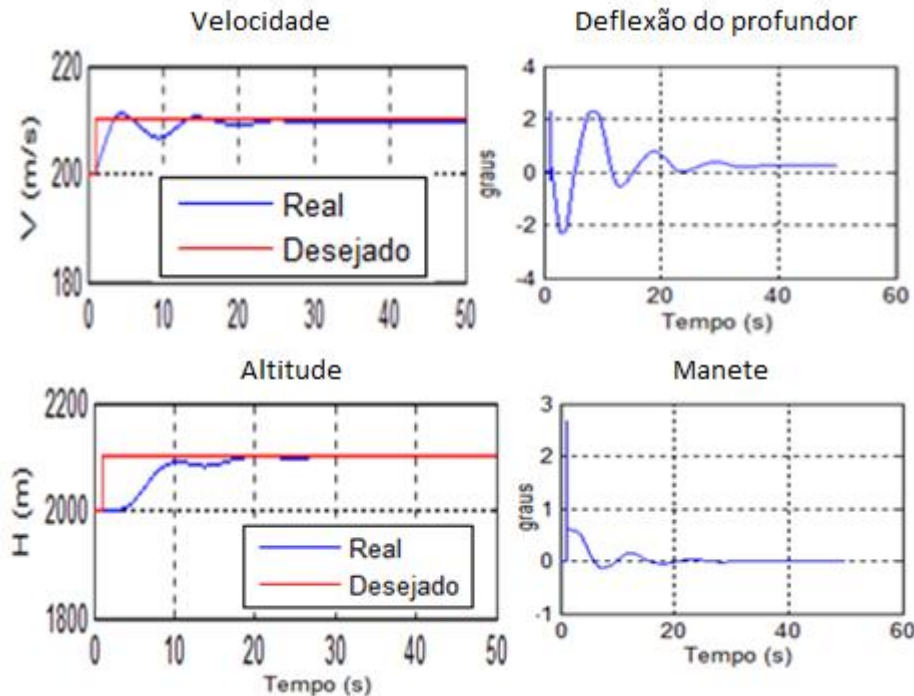 Velocidade
220
200
180
V (m/s)
Real
Desejado
0 10 20 30 40 50
Deflexão do profundor
4
2
0
-2
-4
graus
0 20 40 60
Tempo (s)
Altitude
2200
2000
1800
H (m)
Real
Desejado
0 10 20 30 40 50
Tempo (s)
Manete
3
2
1
0
-1
graus
0 20 40 60
Tempo (s)